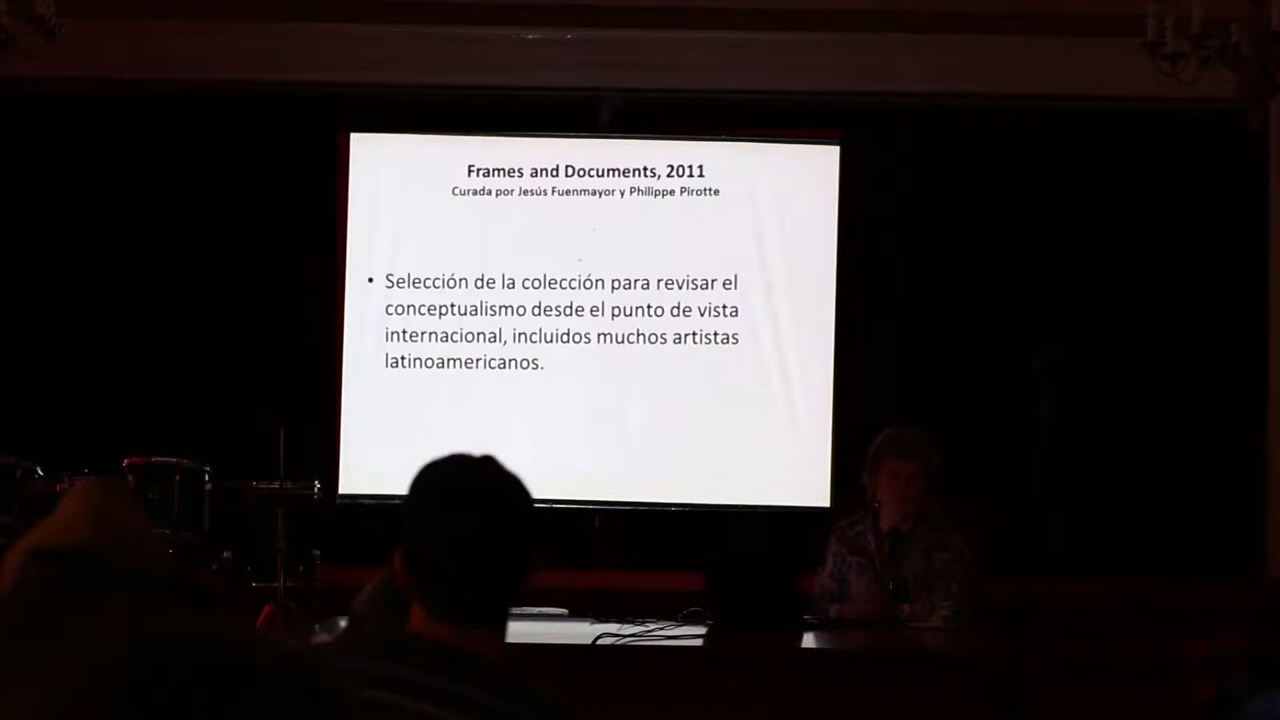 Frames and Documents, 2011
Curada por Jesús Fuenmayor y Philippe Pirotte
• Selección de la colección para revisar el
conceptualismo desde el punto de vista
internacional, incluidos muchos artistas
latinoamericanos.